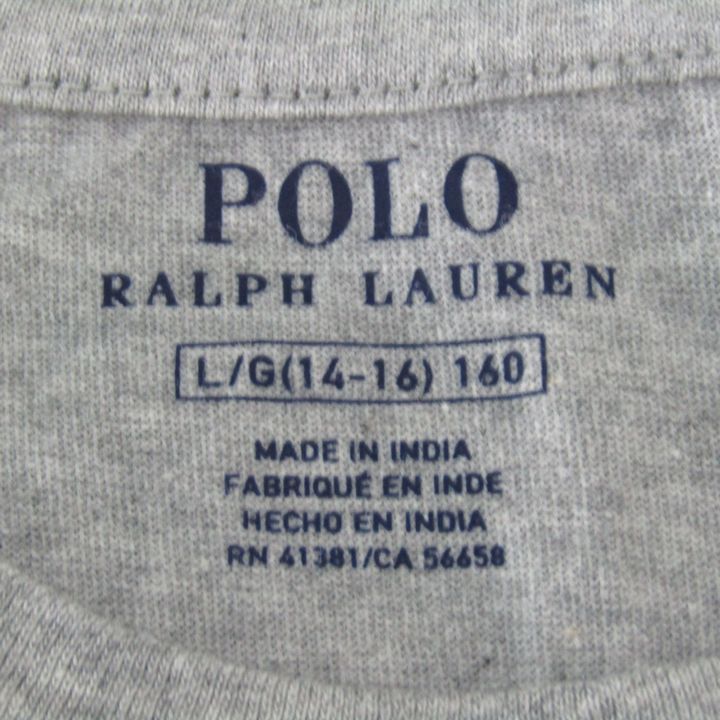 POLO
RALPH LAUREN
L/G(14-16) 160
MADE IN INDIA
FABRIQUÉ EN INDE
HECHO EN INDIA
RN 41381/CA 56658